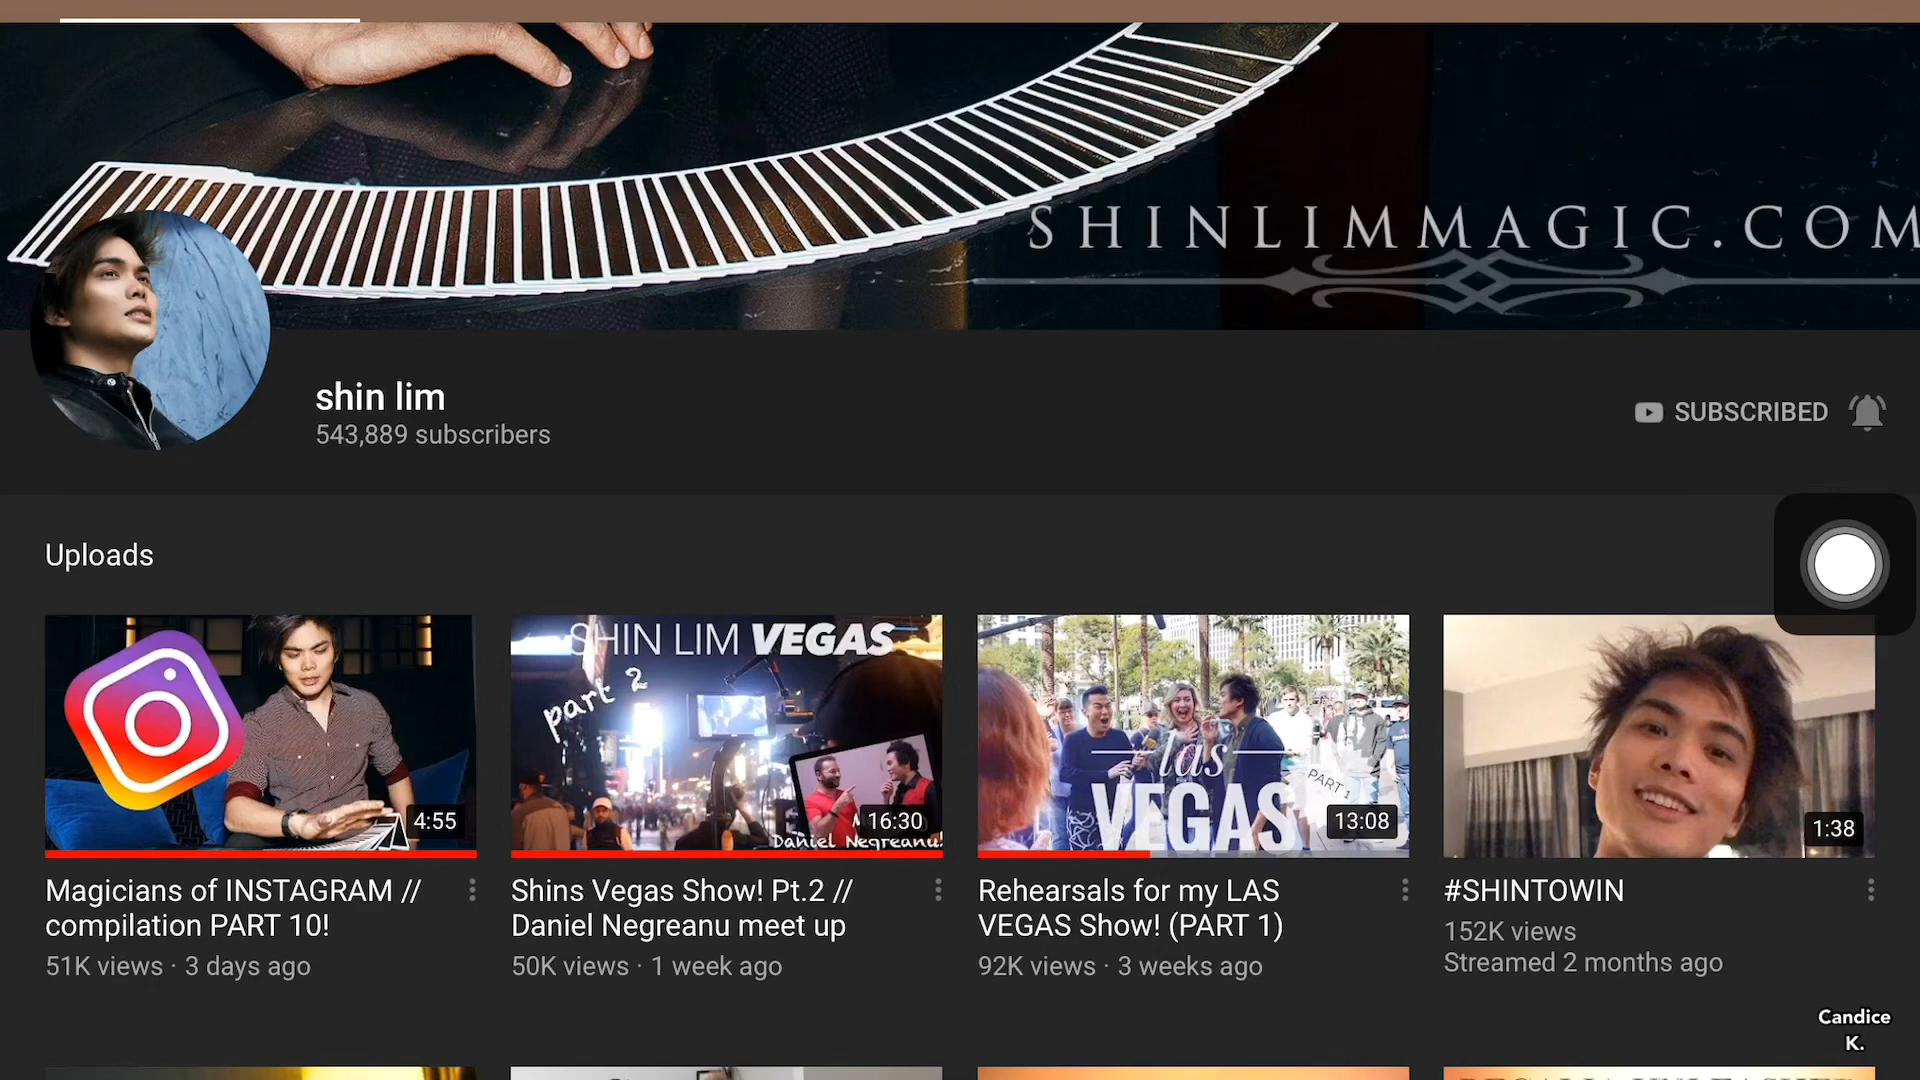 SHINLIMMAGIC.COM
shin lim
543,889 subscribers
SUBSCRIBED
Uploads
SHIN LIM VEGAS
part 2
Daniel Negreanu!
16:30
4:55
las
VEGAS
PART 1
13:08
1:38
Magicians of INSTAGRAM //
compilation PART 10!
51K views · 3 days ago
Shins Vegas Show! Pt.2 //
Daniel Negreanu meet up
50K views · 1 week ago
Rehearsals for my LAS
VEGAS Show! (PART 1)
92K views · 3 weeks ago
#SHINTOWIN
152K views
Streamed 2 months ago
Candice
K.